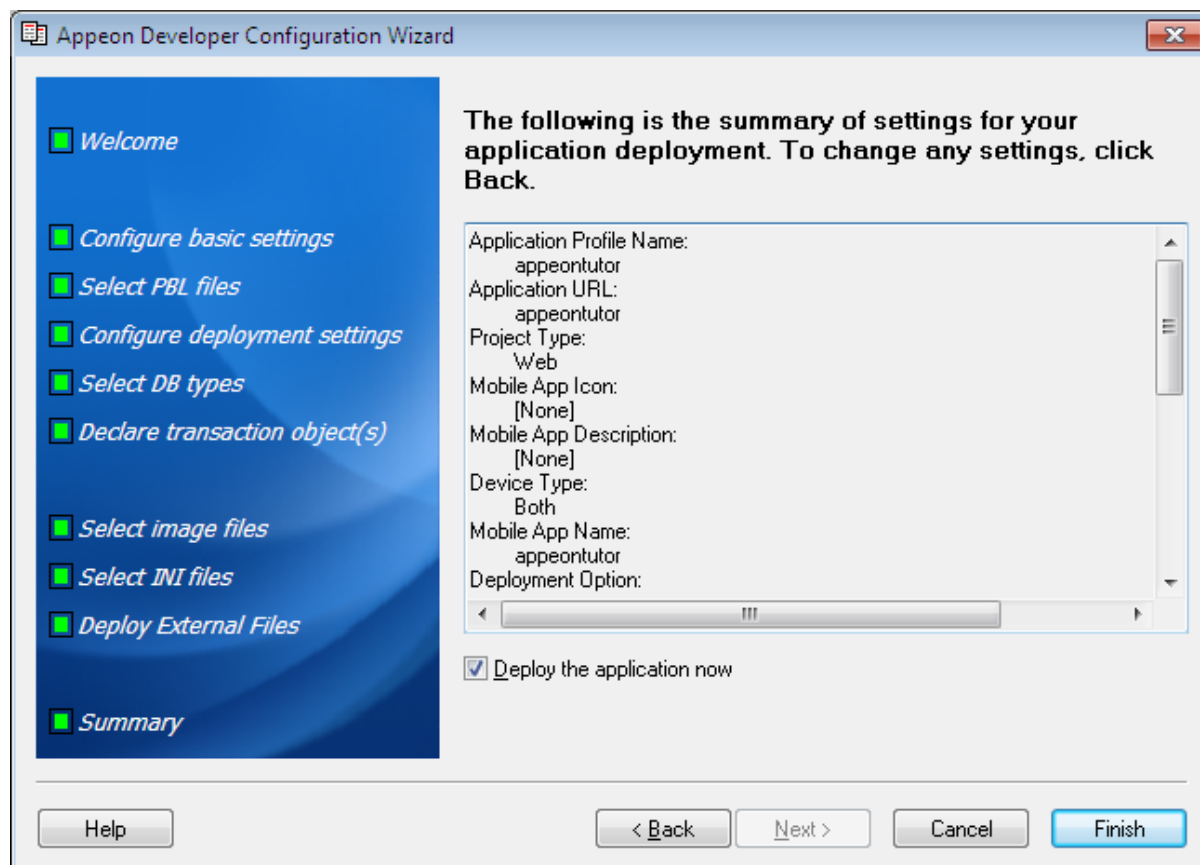 Appeon Developer Configuration Wizard
Welcome
Configure basic settings
Select PBL files
Configure deployment settings
Select DB types
Declare transaction object(s)
Select image files
Select INI files
Deploy External Files
Summary
The following is the summary of settings for your
application deployment. To change any settings, click
Back.
Application Profile Name:
appeontutor
Application URL:
appeontutor
Project Type:
Web
Mobile App Icon:
[None]
Mobile App Description:
[None]
Device Type:
Both
Mobile App Name:
appeontutor
Deployment Option:
Deploy the application now
Help
< Back
Next >
Cancel
Finish